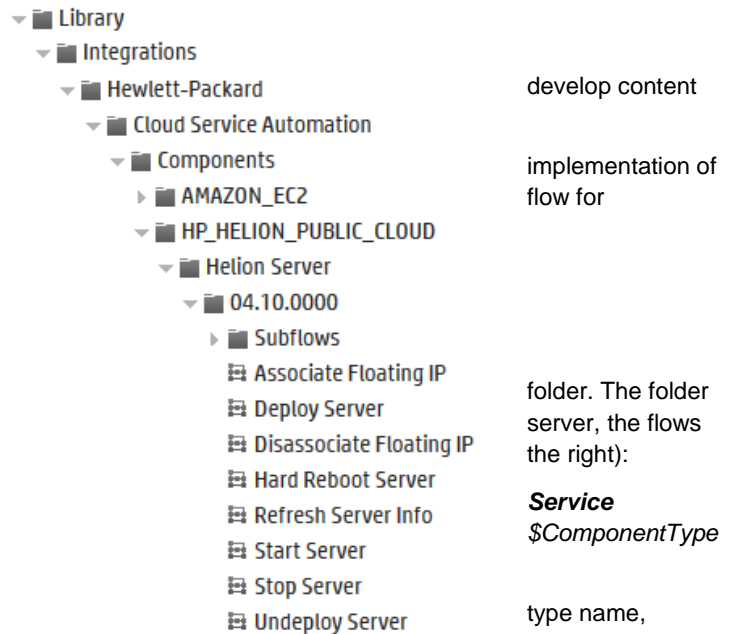 Library
Integrations
Hewlett-Packard
Cloud Service Automation
Components
AMAZON_EC2
HP_HELION_PUBLIC_CLOUD
Helion Server
04.10.0000
Subflows
Associate Floating IP
Deploy Server
Disassociate Floating IP
Hard Reboot Server
Refresh Server Info
Start Server
Stop Server
Undeploy Server
develop content
implementation of
flow for
folder. The folder
server, the flows
the right):
Service
$ComponentType
type name,